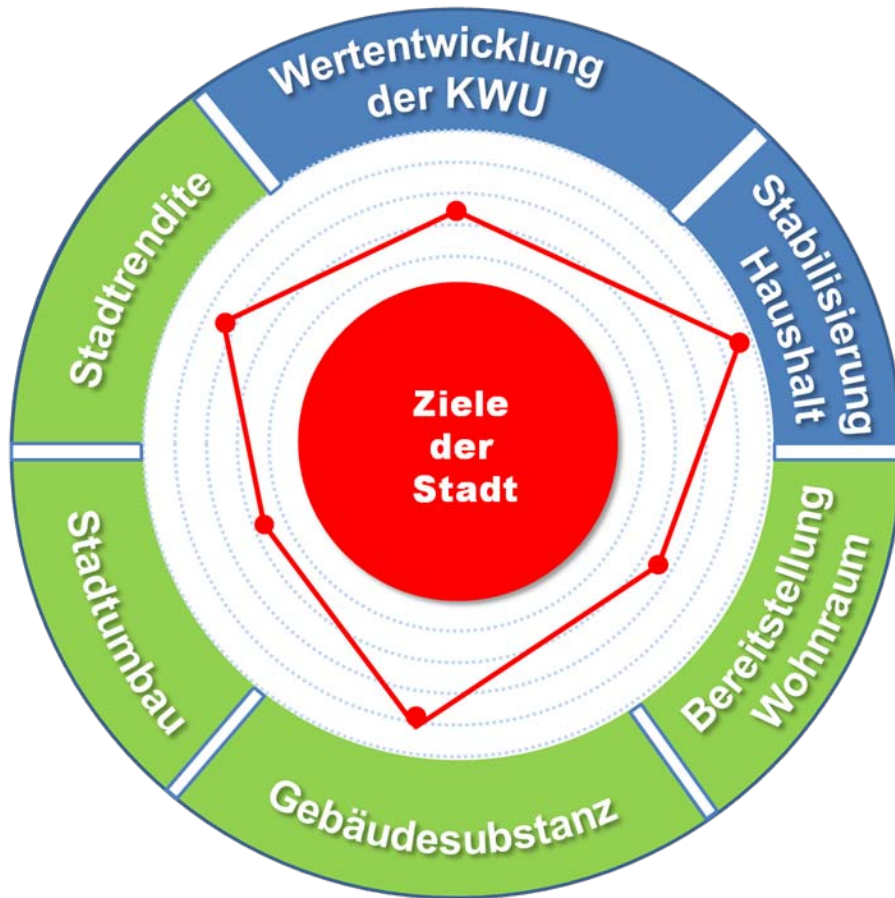 Wertentwicklung
der KWU
Stabilisierung
Haushalt
Bereitstellung
Wohnraum
Gebäudesubstanz
Stadtumbau
Stadtrendite
Ziele
der
Stadt